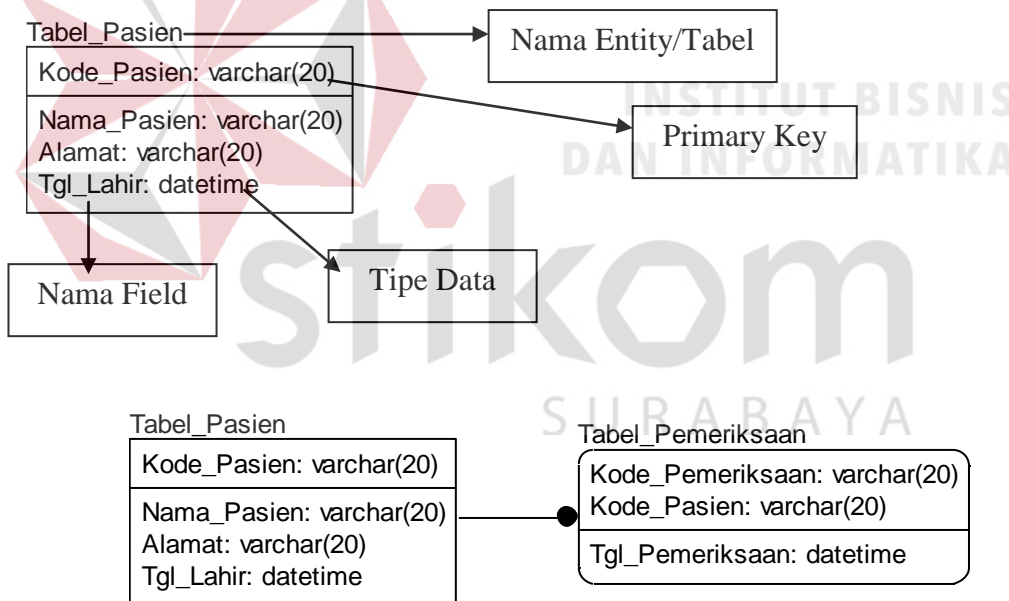 Tabel_Pasien
Nama Entity/Tabel
Kode_Pasien: varchar(20)
Primary Key
Nama_Pasien: varchar(20)
Alamat: varchar(20)
Tgl_Lahir: datetime
Nama Field
Tipe Data
INSTITUT BISNIS
DAN INFORMATIKA
stikom
SURABAYA
Tabel_Pasien
Kode_Pasien: varchar(20)
Nama_Pasien: varchar(20)
Alamat: varchar(20)
Tgl_Lahir: datetime
Tabel_Pemeriksaan
Kode_Pemeriksaan: varchar(20)
Kode_Pasien: varchar(20)
Tgl_Pemeriksaan: datetime